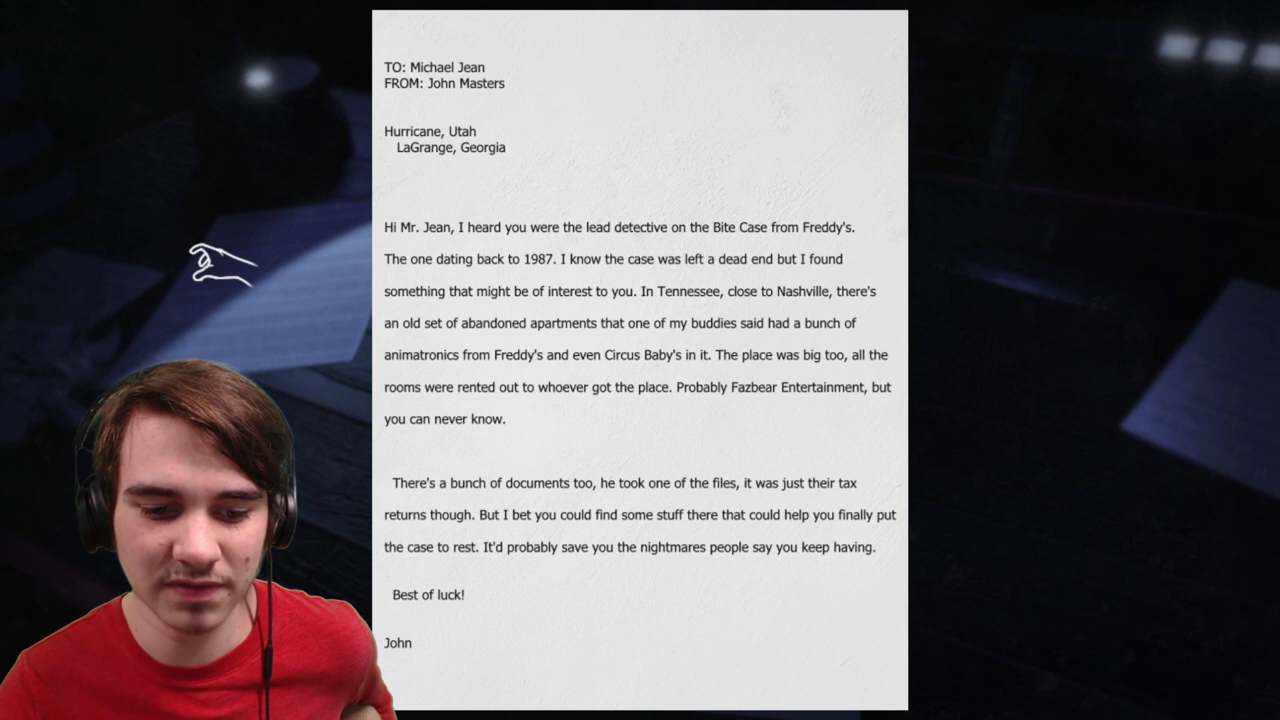 TO: Michael Jean
FROM: John Masters
Hurricane, Utah
LaGrange, Georgia
Hi Mr. Jean, I heard you were the lead detective on the Bite Case from Freddy's.
The one dating back to 1987. I know the case was left a dead end but I found
something that might be of interest to you. In Tennessee, close to Nashville, there's
an old set of abandoned apartments that one of my buddies said had a bunch of
animatronics from Freddy's and even Circus Baby's in it. The place was big too, all the
rooms were rented out to whoever got the place. Probably Fazbear Entertainment, but
you can never know.
There's a bunch of documents too, he took one of the files, it was just their tax
returns though. But I bet you could find some stuff there that could help you finally put
the case to rest. It'd probably save you the nightmares people say you keep having.
Best of luck!
John